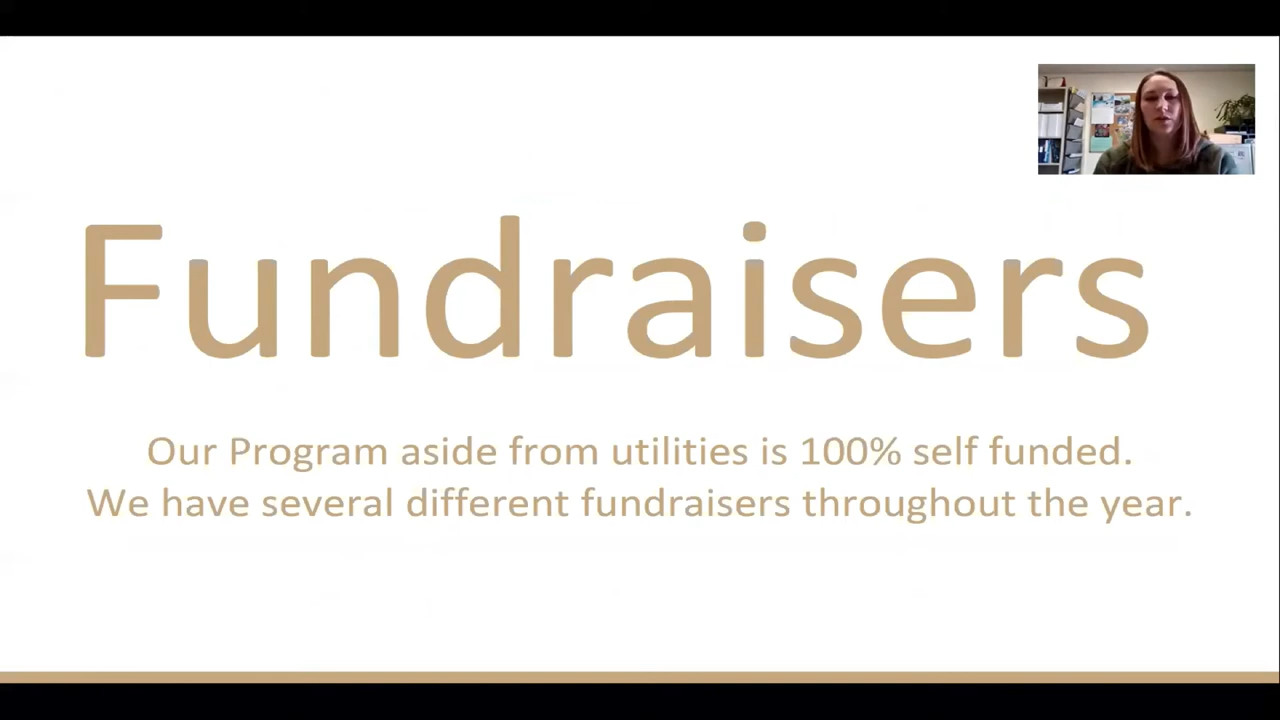 Fundraisers
Our Program aside from utilities is 100% self funded.
We have several different fundraisers throughout the year.